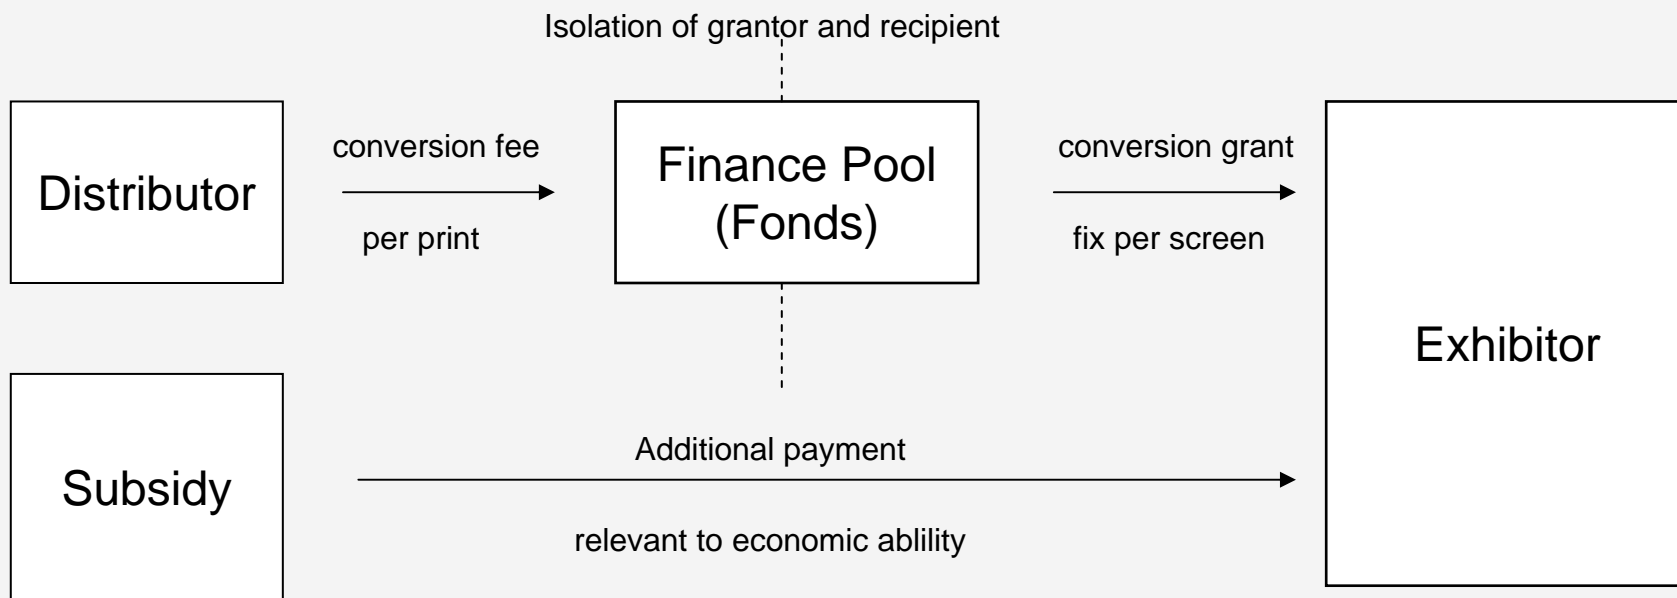 Isolation of grantor and recipient
Distributor
conversion fee
per print
Finance Pool
(Fonds)
conversion grant
fix per screen
Exhibitor
Subsidy
Additional payment
relevant to economic ablility